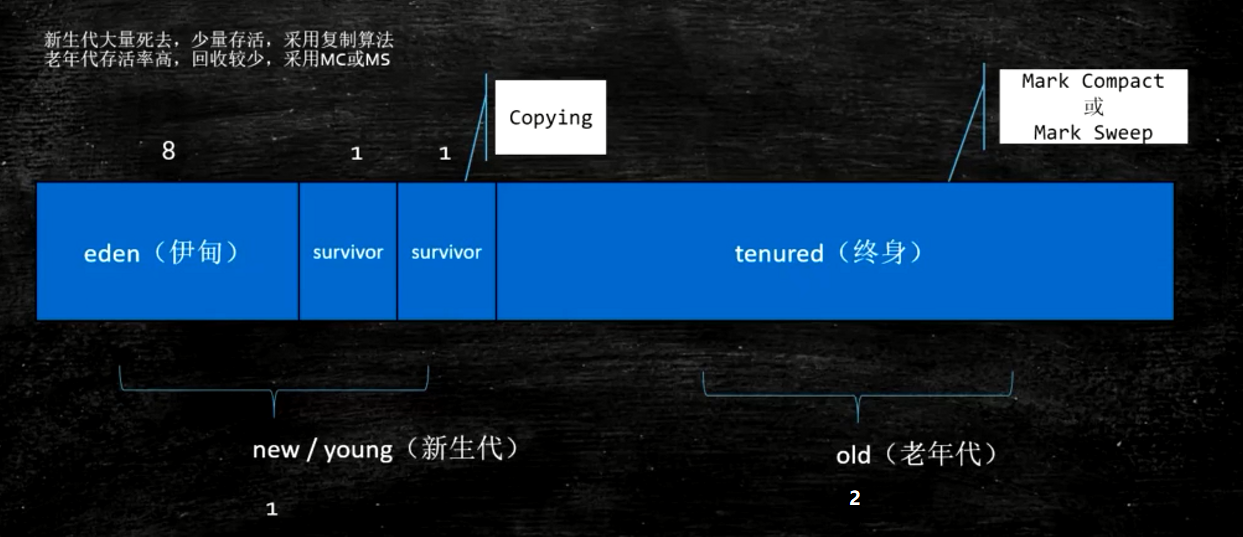 新生代大量死去，少量存活，采用复制算法
老年代存活率高，回收较少，采用MC或MS
Copying
Mark Compact
或
Mark Sweep
8
1
1
eden（伊甸）
survivor
survivor
tenured（终身）
new / young（新生代）
old（老年代）
1
2